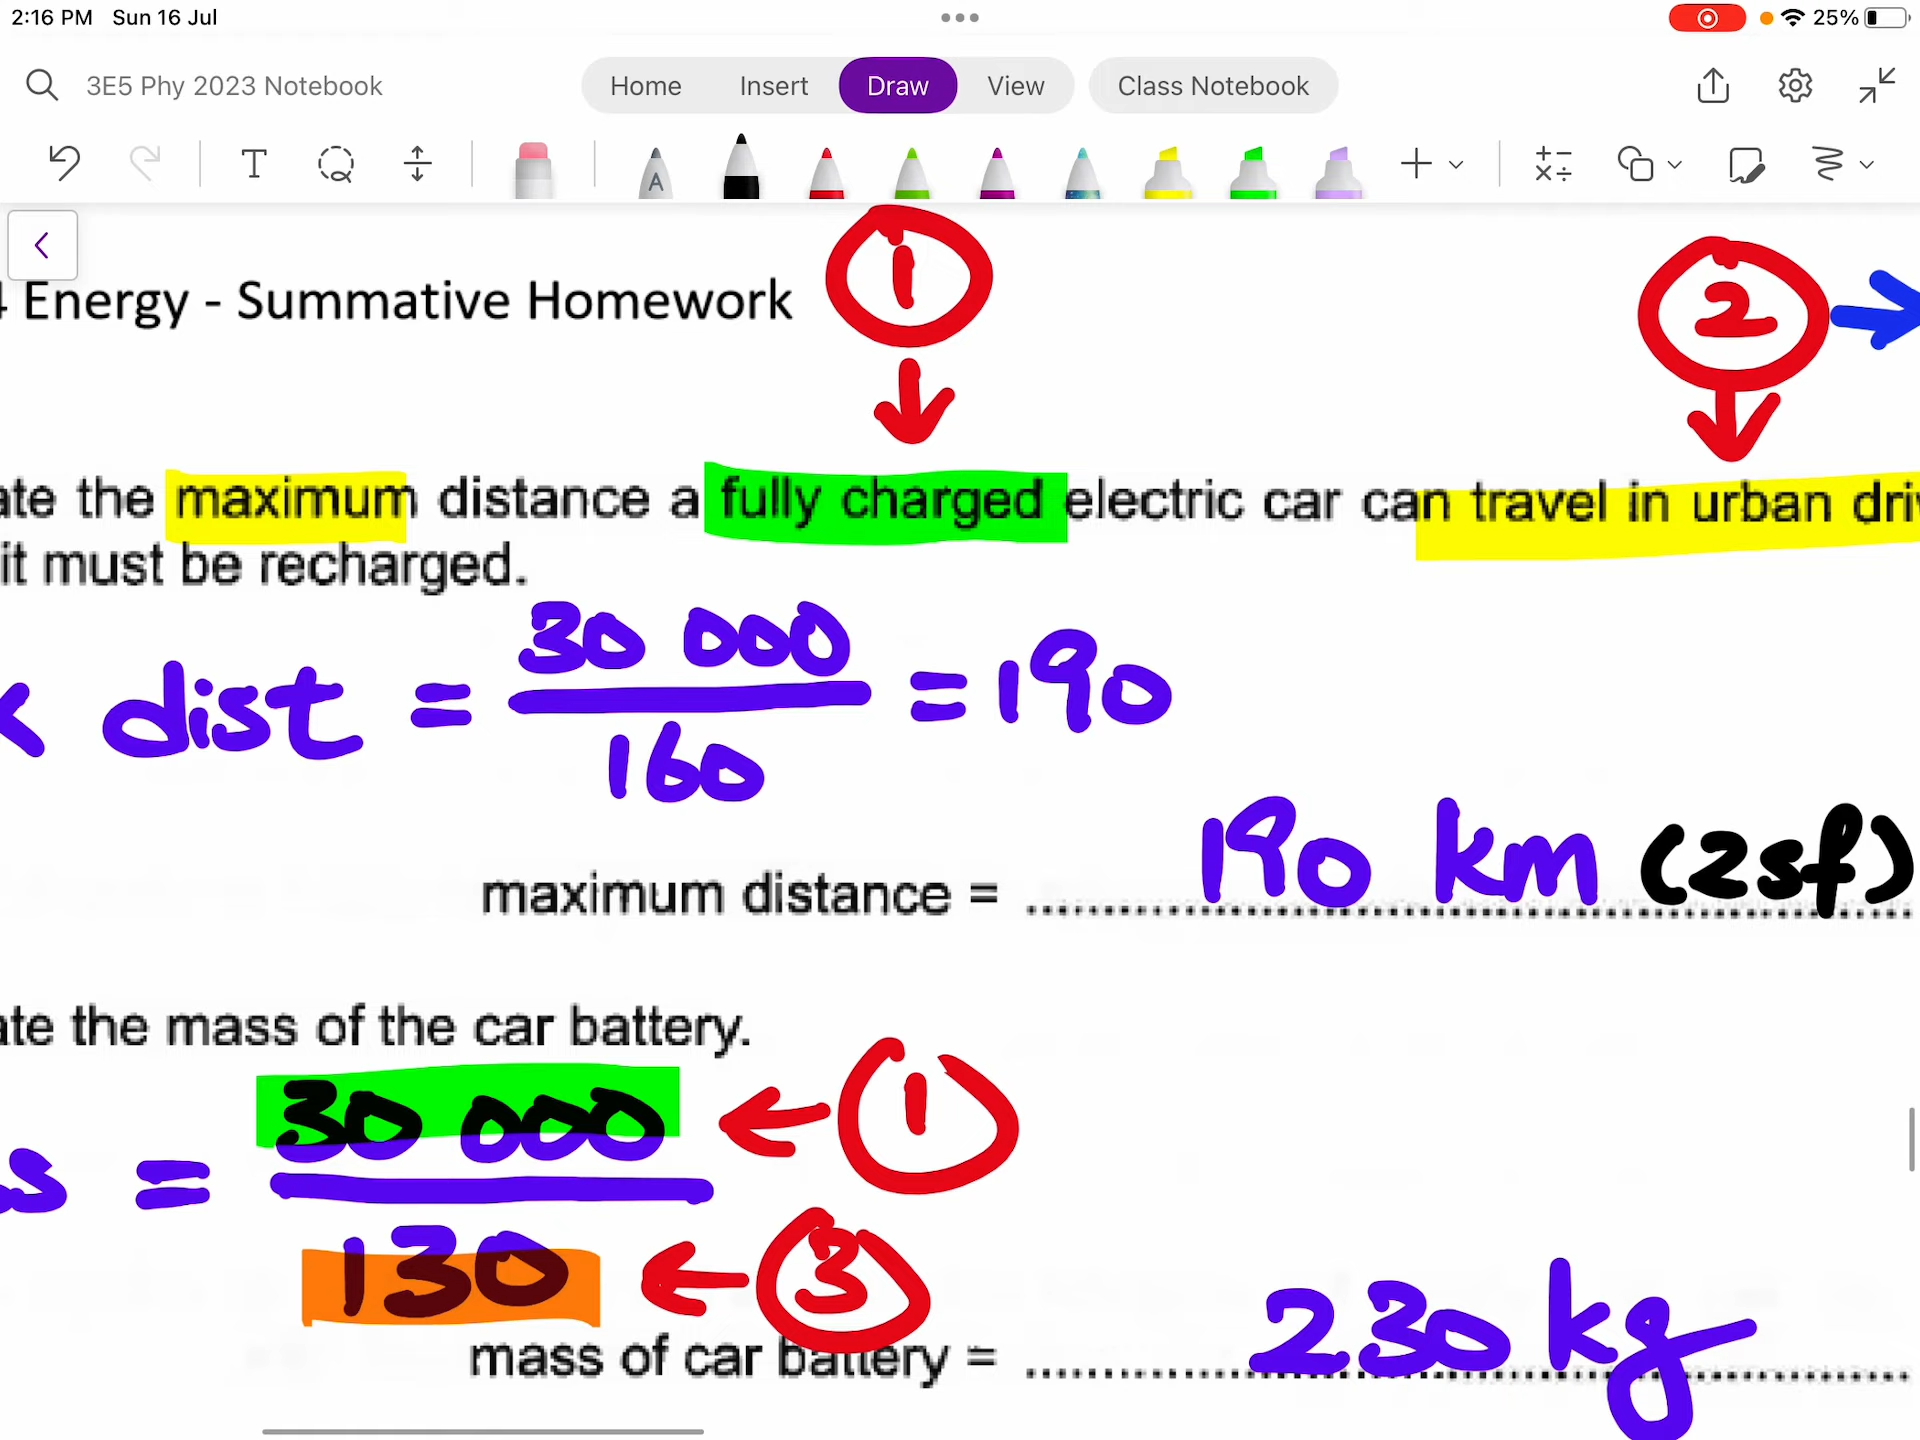 2:16 PM Sun 16 Jul 25%
3E5 Phy 2023 Notebook Home Insert Draw View Class Notebook
T A
4 Energy - Summative Homework 1 2
ate the maximum distance a fully charged electric car can travel in urban driv
it must be recharged.
x dist = 30 000 / 160 = 190
maximum distance = 190 km (2sf)
ate the mass of the car battery.
s = 30 000 ← 1
130 ← 3
mass of car battery = 230 kg